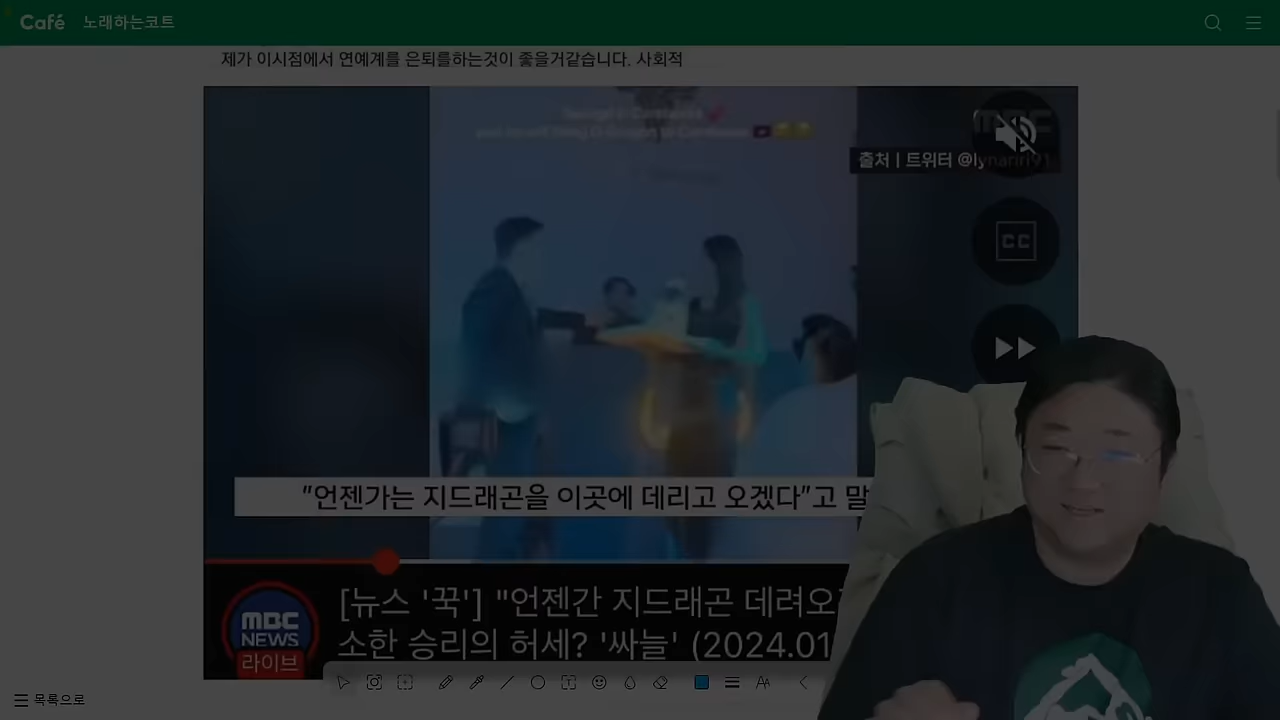 Café 노래하는코트
제가 이시점에서 연예계를 은퇴를하는것이 좋을거같습니다. 사회적
MBC
출처 | 트위터 @lynariri91
CC
"언젠가는 지드래곤을 이곳에 데리고 오겠다"고 말
[뉴스 '꾹'] "언젠간 지드래곤 데려오
소한 승리의 허세? '싸늘' (2024.01
MBC
NEWS
라이브
목록으로